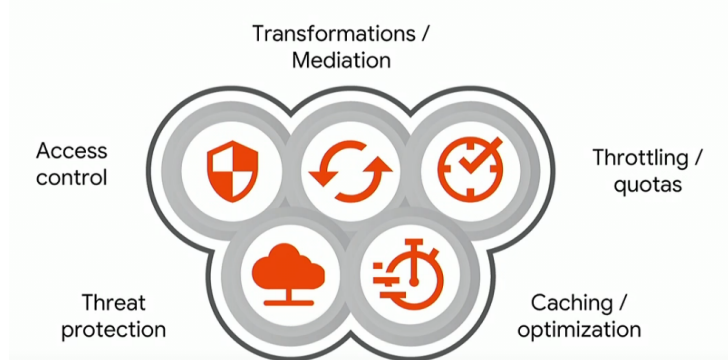 Transformations /
Mediation
Access
control
Throttling /
quotas
Threat
protection
Caching /
optimization